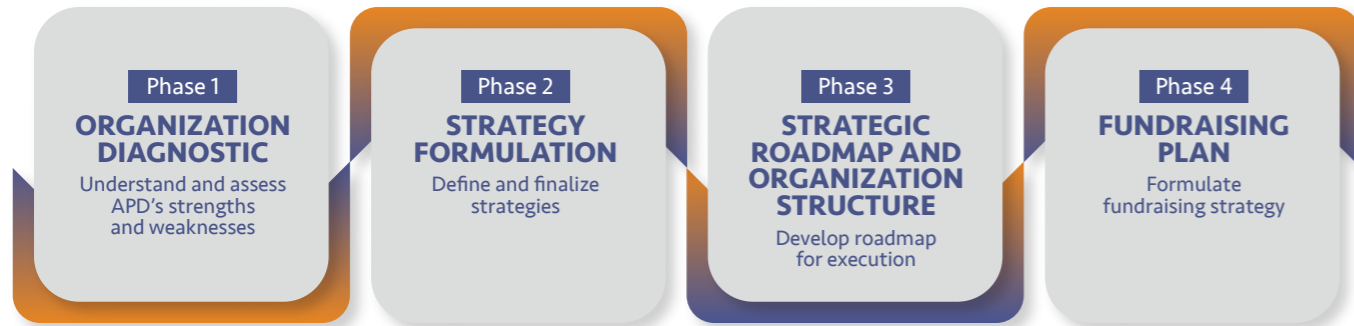 Phase 1
ORGANIZATION
DIAGNOSTIC
Understand and assess
APD’s strengths
and weaknesses
Phase 2
STRATEGY
FORMULATION
Define and finalize
strategies
Phase 3
STRATEGIC
ROADMAP AND
ORGANIZATION
STRUCTURE
Develop roadmap
for execution
Phase 4
FUNDRAISING
PLAN
Formulate
fundraising strategy